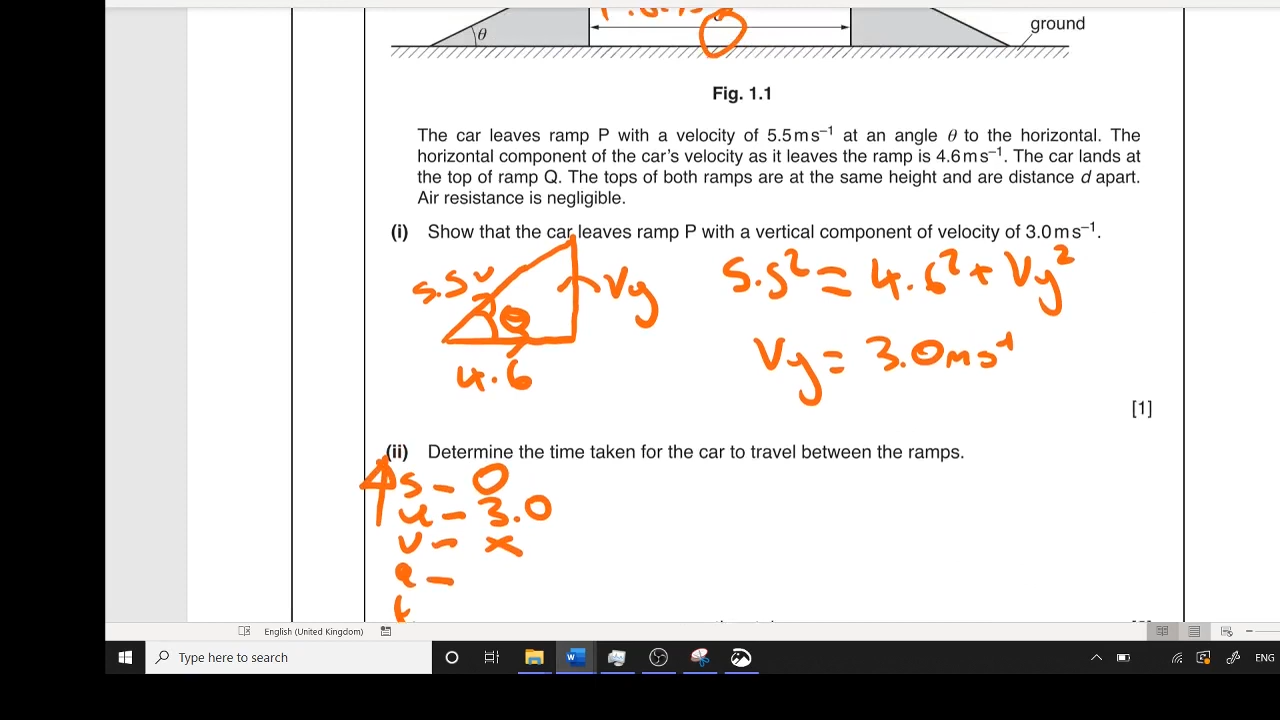 θ
ground
Fig. 1.1
The car leaves ramp P with a velocity of 5.5 m s⁻¹ at an angle θ to the horizontal. The
horizontal component of the car's velocity as it leaves the ramp is 4.6 m s⁻¹. The car lands at
the top of ramp Q. The tops of both ramps are at the same height and are distance d apart.
Air resistance is negligible.
(i) Show that the car leaves ramp P with a vertical component of velocity of 3.0 m s⁻¹.
5.5
θ
Vy
4.6
5.5² = 4.6² + Vy²
Vy = 3.0 m s⁻¹
[1]
(ii) Determine the time taken for the car to travel between the ramps.
s - 0
u - 3.0
v - x
a -
t
English (United Kingdom)
Type here to search
ENG